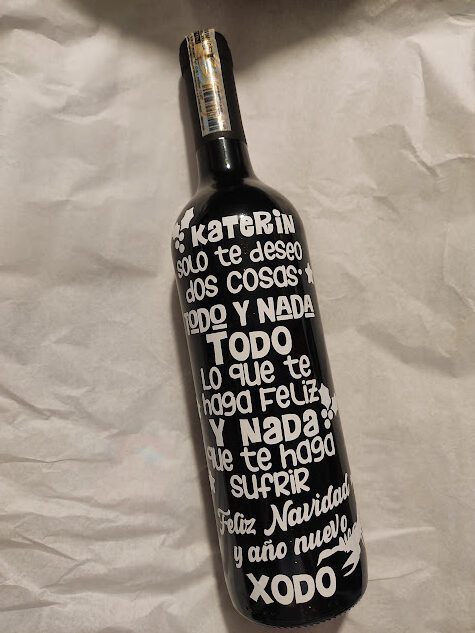 KATERIN
SOLO te deseo
dOS COSAS:
TODO Y NADA
TODO
LO que te
haga FELIZ
Y NADA
que te haga
SUFRIR
Feliz Navidad
y año nuevo
XODO